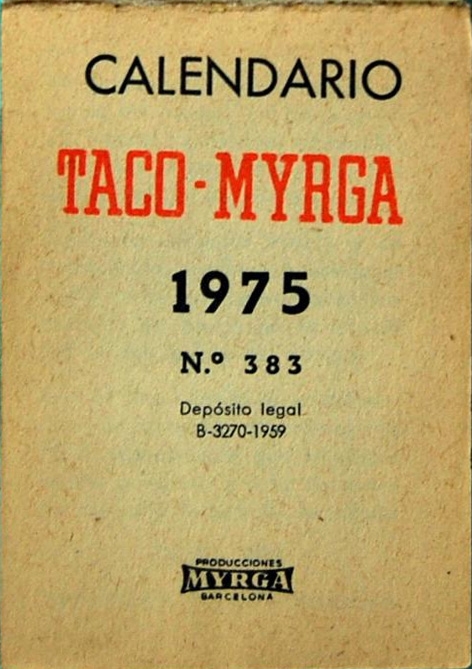 CALENDARIO
TACO-MYRGA
1975
N.º 383
Depósito legal
B-3270-1959
PRODUCCIONES
MYRGA
BARCELONA